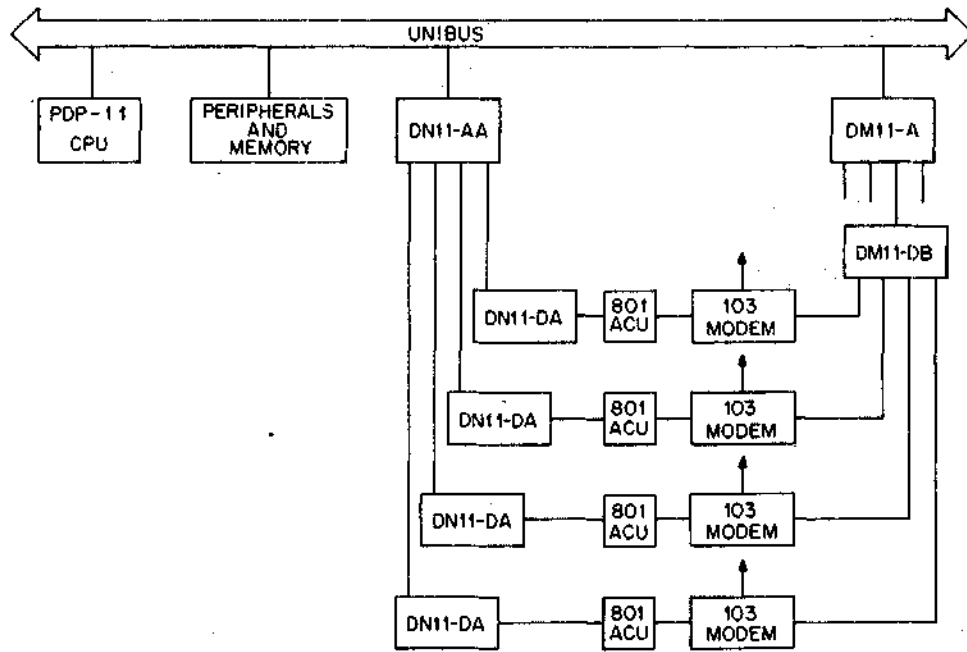 UNIBUS
PDP-11
CPU
PERIPHERALS
AND
MEMORY
DN11-AA
DM11-A
DM11-DB
DN11-DA
801
ACU
103
MODEM
DN11-DA
801
ACU
103
MODEM
DN11-DA
801
ACU
103
MODEM
DN11-DA
801
ACU
103
MODEM